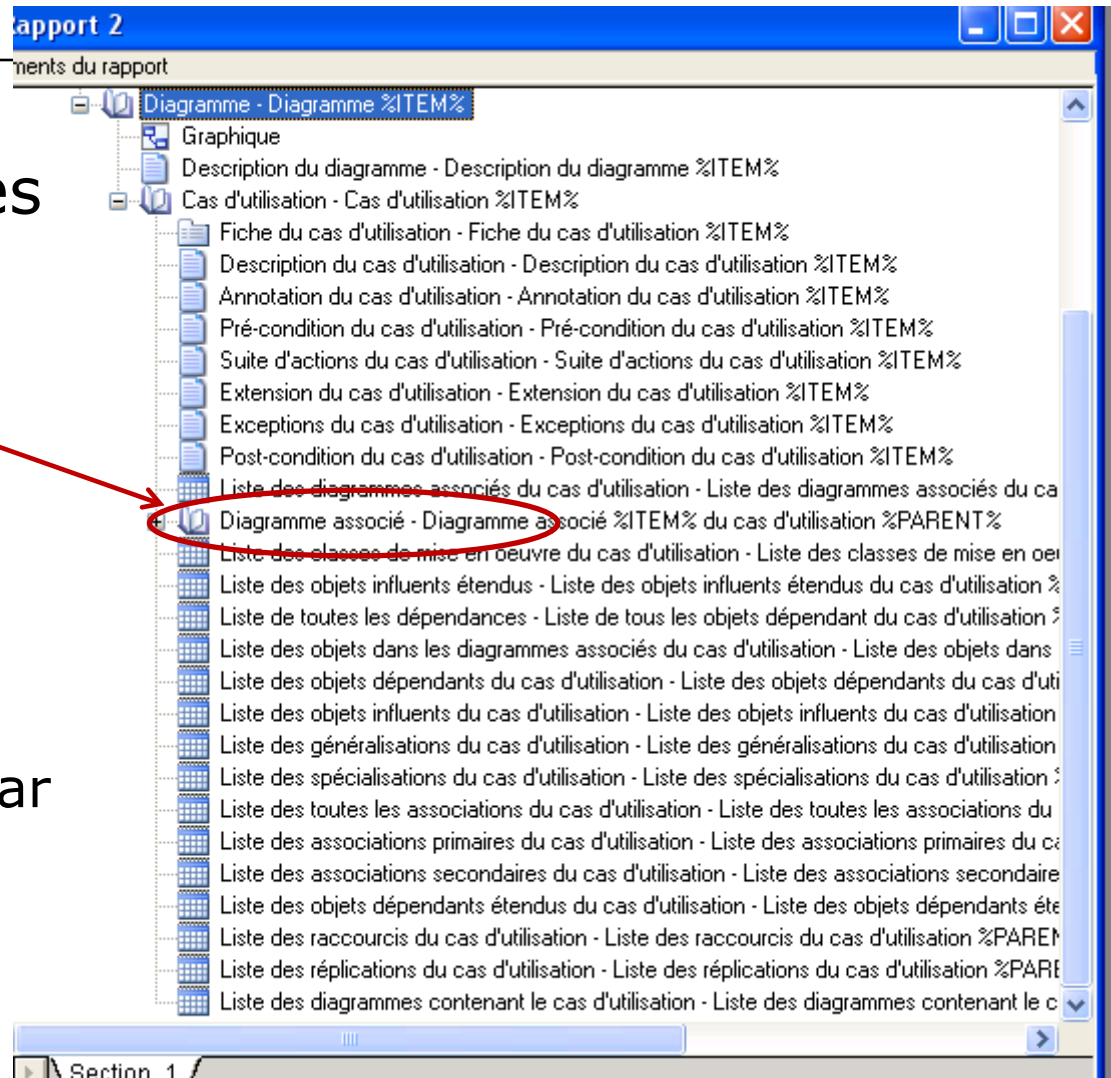 apport 2
ments du rapport
Diagramme - Diagramme %ITEM%
Graphique
es
Description du diagramme - Description du diagramme %ITEM%
Cas d'utilisation - Cas d'utilisation %ITEM%
Fiche du cas d'utilisation - Fiche du cas d'utilisation %ITEM%
Description du cas d'utilisation - Description du cas d'utilisation %ITEM%
Annotation du cas d'utilisation - Annotation du cas d'utilisation %ITEM%
Pré-condition du cas d'utilisation - Pré-condition du cas d'utilisation %ITEM%
Suite d'actions du cas d'utilisation - Suite d'actions du cas d'utilisation %ITEM%
Extension du cas d'utilisation - Extension du cas d'utilisation %ITEM%
Exceptions du cas d'utilisation - Exceptions du cas d'utilisation %ITEM%
Post-condition du cas d'utilisation - Post-condition du cas d'utilisation %ITEM%
Liste des diagrammes associés du cas d'utilisation - Liste des diagrammes associés du ca
Diagramme associé - Diagramme associé %ITEM% du cas d'utilisation %PARENT%
Liste des classes de mise en oeuvre du cas d'utilisation - Liste des classes de mise en oeu
Liste des objets influents étendus - Liste des objets influents étendus du cas d'utilisation %
Liste de toutes les dépendances - Liste de tous les objets dépendant du cas d'utilisation %
Liste des objets dans les diagrammes associés du cas d'utilisation - Liste des objets dans
Liste des objets dépendants du cas d'utilisation - Liste des objets dépendants du cas d'uti
Liste des objets influents du cas d'utilisation - Liste des objets influents du cas d'utilisation
Liste des généralisations du cas d'utilisation - Liste des généralisations du cas d'utilisation
Liste des spécialisations du cas d'utilisation - Liste des spécialisations du cas d'utilisation %
ar
Liste des toutes les associations du cas d'utilisation - Liste des toutes les associations du
Liste des associations primaires du cas d'utilisation - Liste des associations primaires du ca
Liste des associations secondaires du cas d'utilisation - Liste des associations secondaire
Liste des objets dépendants étendus du cas d'utilisation - Liste des objets dépendants éte
Liste des raccourcis du cas d'utilisation - Liste des raccourcis du cas d'utilisation %PAREN
Liste des réplications du cas d'utilisation - Liste des réplications du cas d'utilisation %PARE
Liste des diagrammes contenant le cas d'utilisation - Liste des diagrammes contenant le c
Section_1